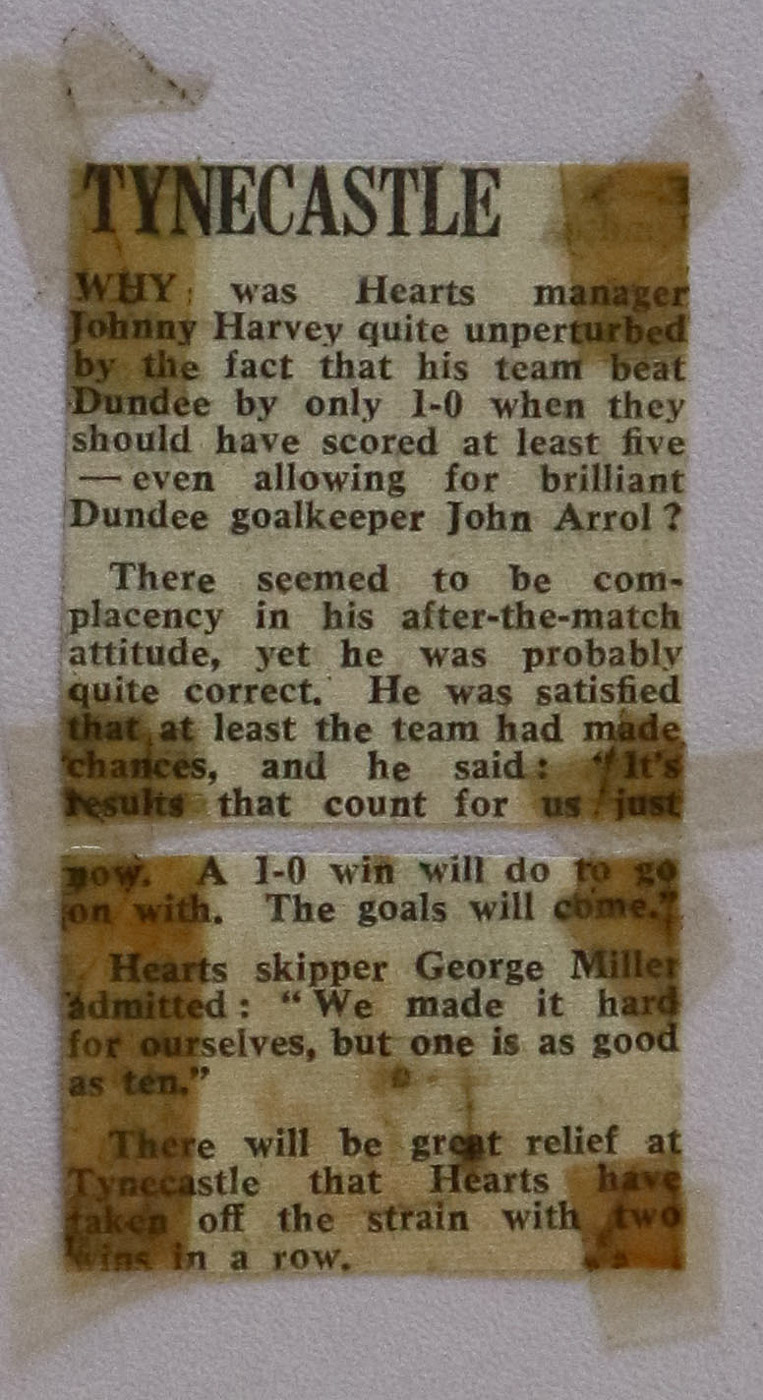 TYNECASTLE
WHY was Hearts manager
Johnny Harvey quite unperturbed
by the fact that his team beat
Dundee by only 1-0 when they
should have scored at least five
— even allowing for brilliant
Dundee goalkeeper John Arrol ?
There seemed to be com-
placency in his after-the-match
attitude, yet he was probably
quite correct. He was satisfied
that at least the team had made
chances, and he said : “It's
results that count for us just
now. A 1-0 win will do to go
on with. The goals will come.”
Hearts skipper George Miller
admitted : “ We made it hard
for ourselves, but one is as good
as ten.”
There will be great relief at
Tynecastle that Hearts have
taken off the strain with two
wins in a row.